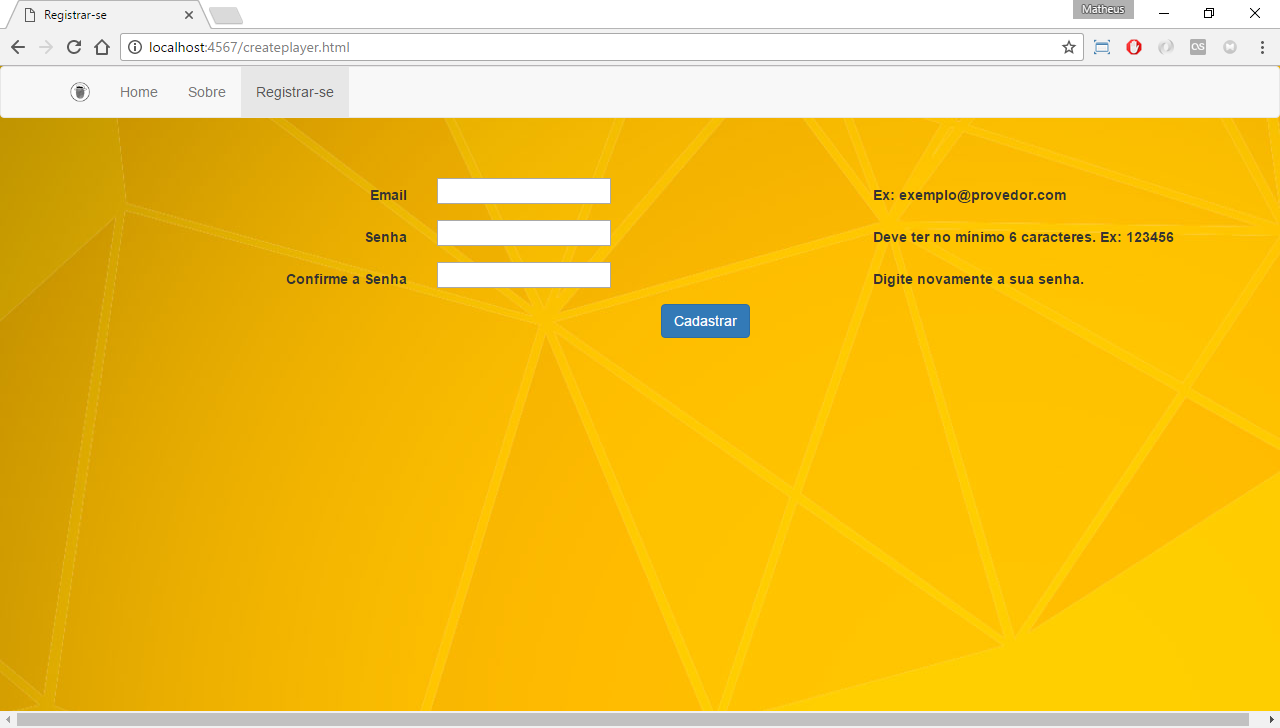 Registrar-se
Matheus
localhost:4567/createplayer.html
Home Sobre Registrar-se
Email Ex: exemplo@provedor.com
Senha Deve ter no mínimo 6 caracteres. Ex: 123456
Confirme a Senha Digite novamente a sua senha.
Cadastrar